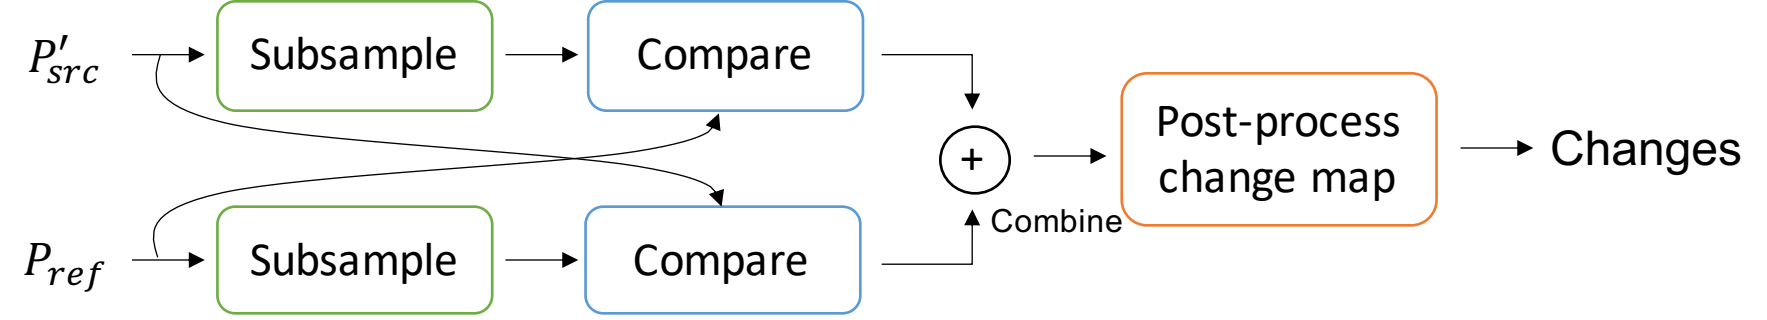 P'src
Subsample
Compare
Post-process
change map
Changes
+
Combine
Pref
Subsample
Compare